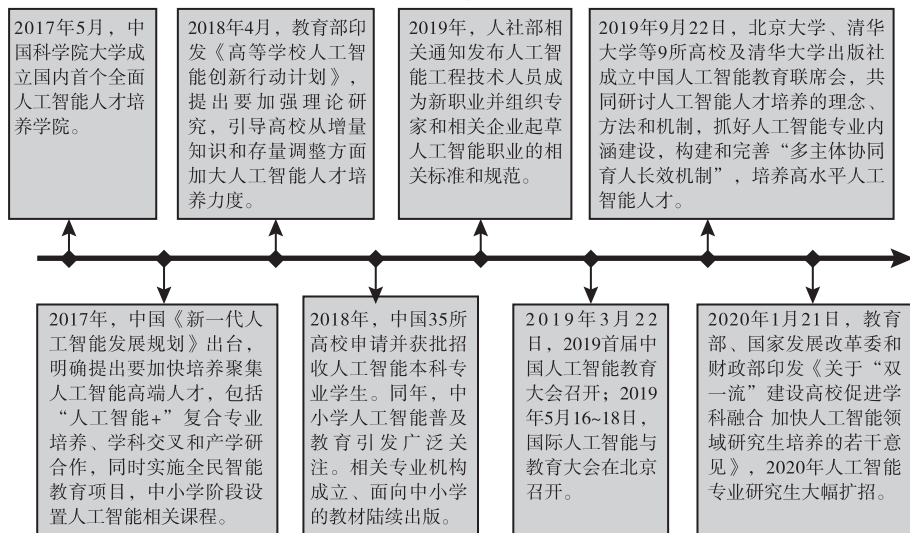 2017年5月，中
国科学院大学成
立国内首个全面
人工智能人才培
养学院。
2018年4月，教育部印
发《高等学校人工智
能创新行动计划》，
提出要加强理论研
究，引导高校从增量
知识和存量调整方面
加大人工智能人才培
养力度。
2019年，人社部相
关通知发布人工智
能工程技术人员成
为新职业并组织专
家和相关企业起草
人工智能职业的相
关标准和规范。
2019年9月22日，北京大学、清华
大学等9所高校及清华大学出版社
成立中国人工智能教育联席会，共
同研讨人工智能人才培养的理念、
方法和机制，抓好人工智能专业内
涵建设，构建和完善“多主体协同
育人长效机制”，培养高水平人工
智能人才。
2017年，中国《新一代人
工智能发展规划》出台，
明确提出要加快培养聚集
人工智能高端人才，包括
“人工智能+”复合专业
培养、学科交叉和产学研
合作，同时实施全民智能
教育项目，中小学阶段设
置人工智能相关课程。
2018年，中国35所
高校申请并获批招
收人工智能本科专
业学生。同年，中
小学人工智能普及
教育引发广泛关
注。相关专业机构
成立、面向中小学
的教材陆续出版。
2019年3月22
日，2019首届中
国人工智能教育
大会召开；2019
年5月16~18日，
国际人工智能与
教育大会在北京
召开。
2020年1月21日，教育
部、国家发展改革委和
财政部印发《关于“双
一流”建设高校促进学
科融合 加快人工智能领
域研究生培养的若干意
见》，2020年人工智能
专业研究生大幅扩招。